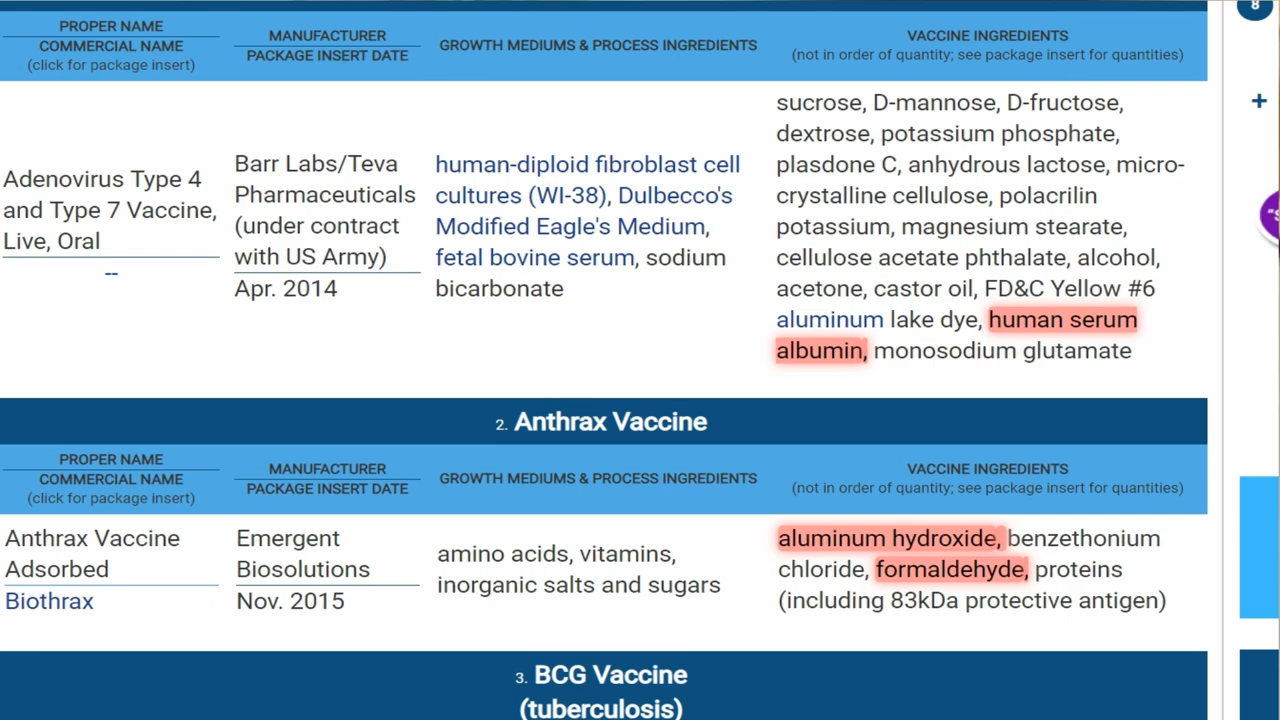 8
PROPER NAME
COMMERCIAL NAME
(click for package insert)
MANUFACTURER
PACKAGE INSERT DATE
GROWTH MEDIUMS & PROCESS INGREDIENTS
VACCINE INGREDIENTS
(not in order of quantity; see package insert for quantities)
Adenovirus Type 4
and Type 7 Vaccine,
Live, Oral
--
Barr Labs/Teva
Pharmaceuticals
(under contract
with US Army)
Apr. 2014
human-diploid fibroblast cell
cultures (WI-38), Dulbecco's
Modified Eagle's Medium,
fetal bovine serum, sodium
bicarbonate
sucrose, D-mannose, D-fructose,
dextrose, potassium phosphate,
plasdone C, anhydrous lactose, micro-
crystalline cellulose, polacrilin
potassium, magnesium stearate,
cellulose acetate phthalate, alcohol,
acetone, castor oil, FD&C Yellow #6
aluminum lake dye, human serum
albumin, monosodium glutamate
+
"S
2. Anthrax Vaccine
PROPER NAME
COMMERCIAL NAME
(click for package insert)
MANUFACTURER
PACKAGE INSERT DATE
GROWTH MEDIUMS & PROCESS INGREDIENTS
VACCINE INGREDIENTS
(not in order of quantity; see package insert for quantities)
Anthrax Vaccine
Adsorbed
Biothrax
Emergent
Biosolutions
Nov. 2015
amino acids, vitamins,
inorganic salts and sugars
aluminum hydroxide, benzethonium
chloride, formaldehyde, proteins
(including 83kDa protective antigen)
3. BCG Vaccine
(tuberculosis)